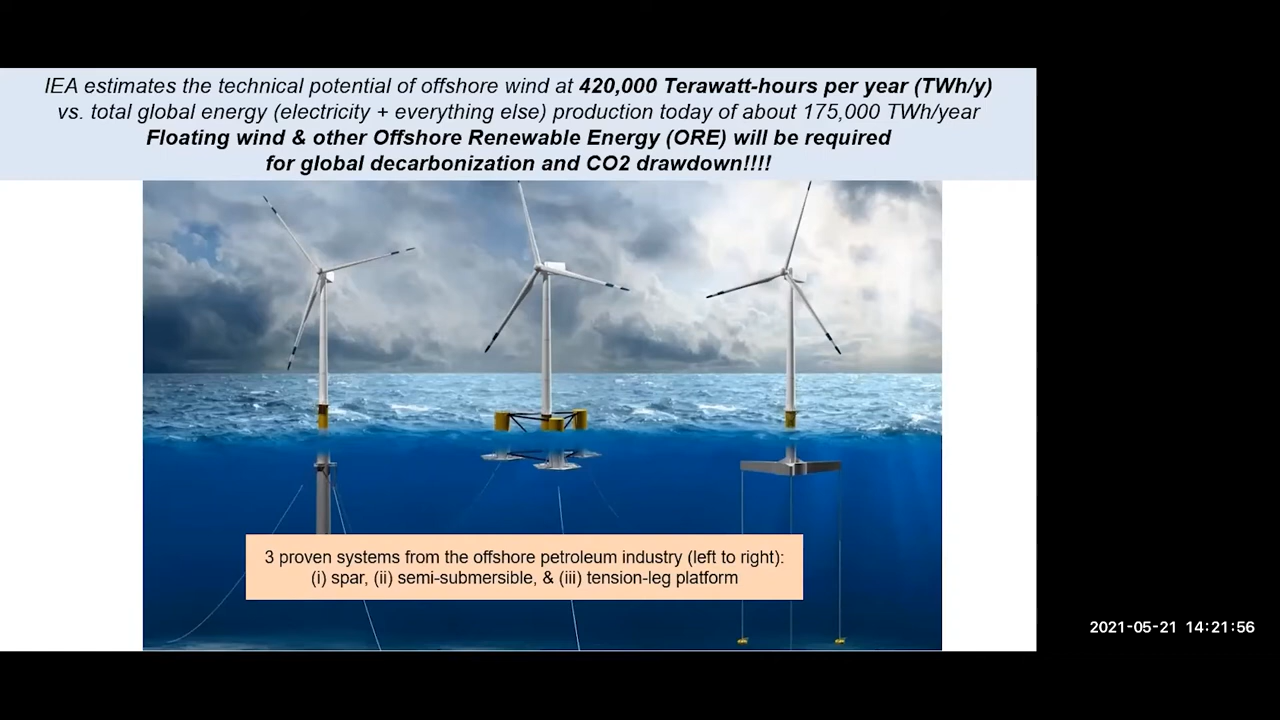 IEA estimates the technical potential of offshore wind at 420,000 Terawatt-hours per year (TWh/y)
vs. total global energy (electricity + everything else) production today of about 175,000 TWh/year
Floating wind & other Offshore Renewable Energy (ORE) will be required
for global decarbonization and CO2 drawdown!!!!
3 proven systems from the offshore petroleum industry (left to right):
(i) spar, (ii) semi-submersible, & (iii) tension-leg platform
2021-05-21 14:21:56